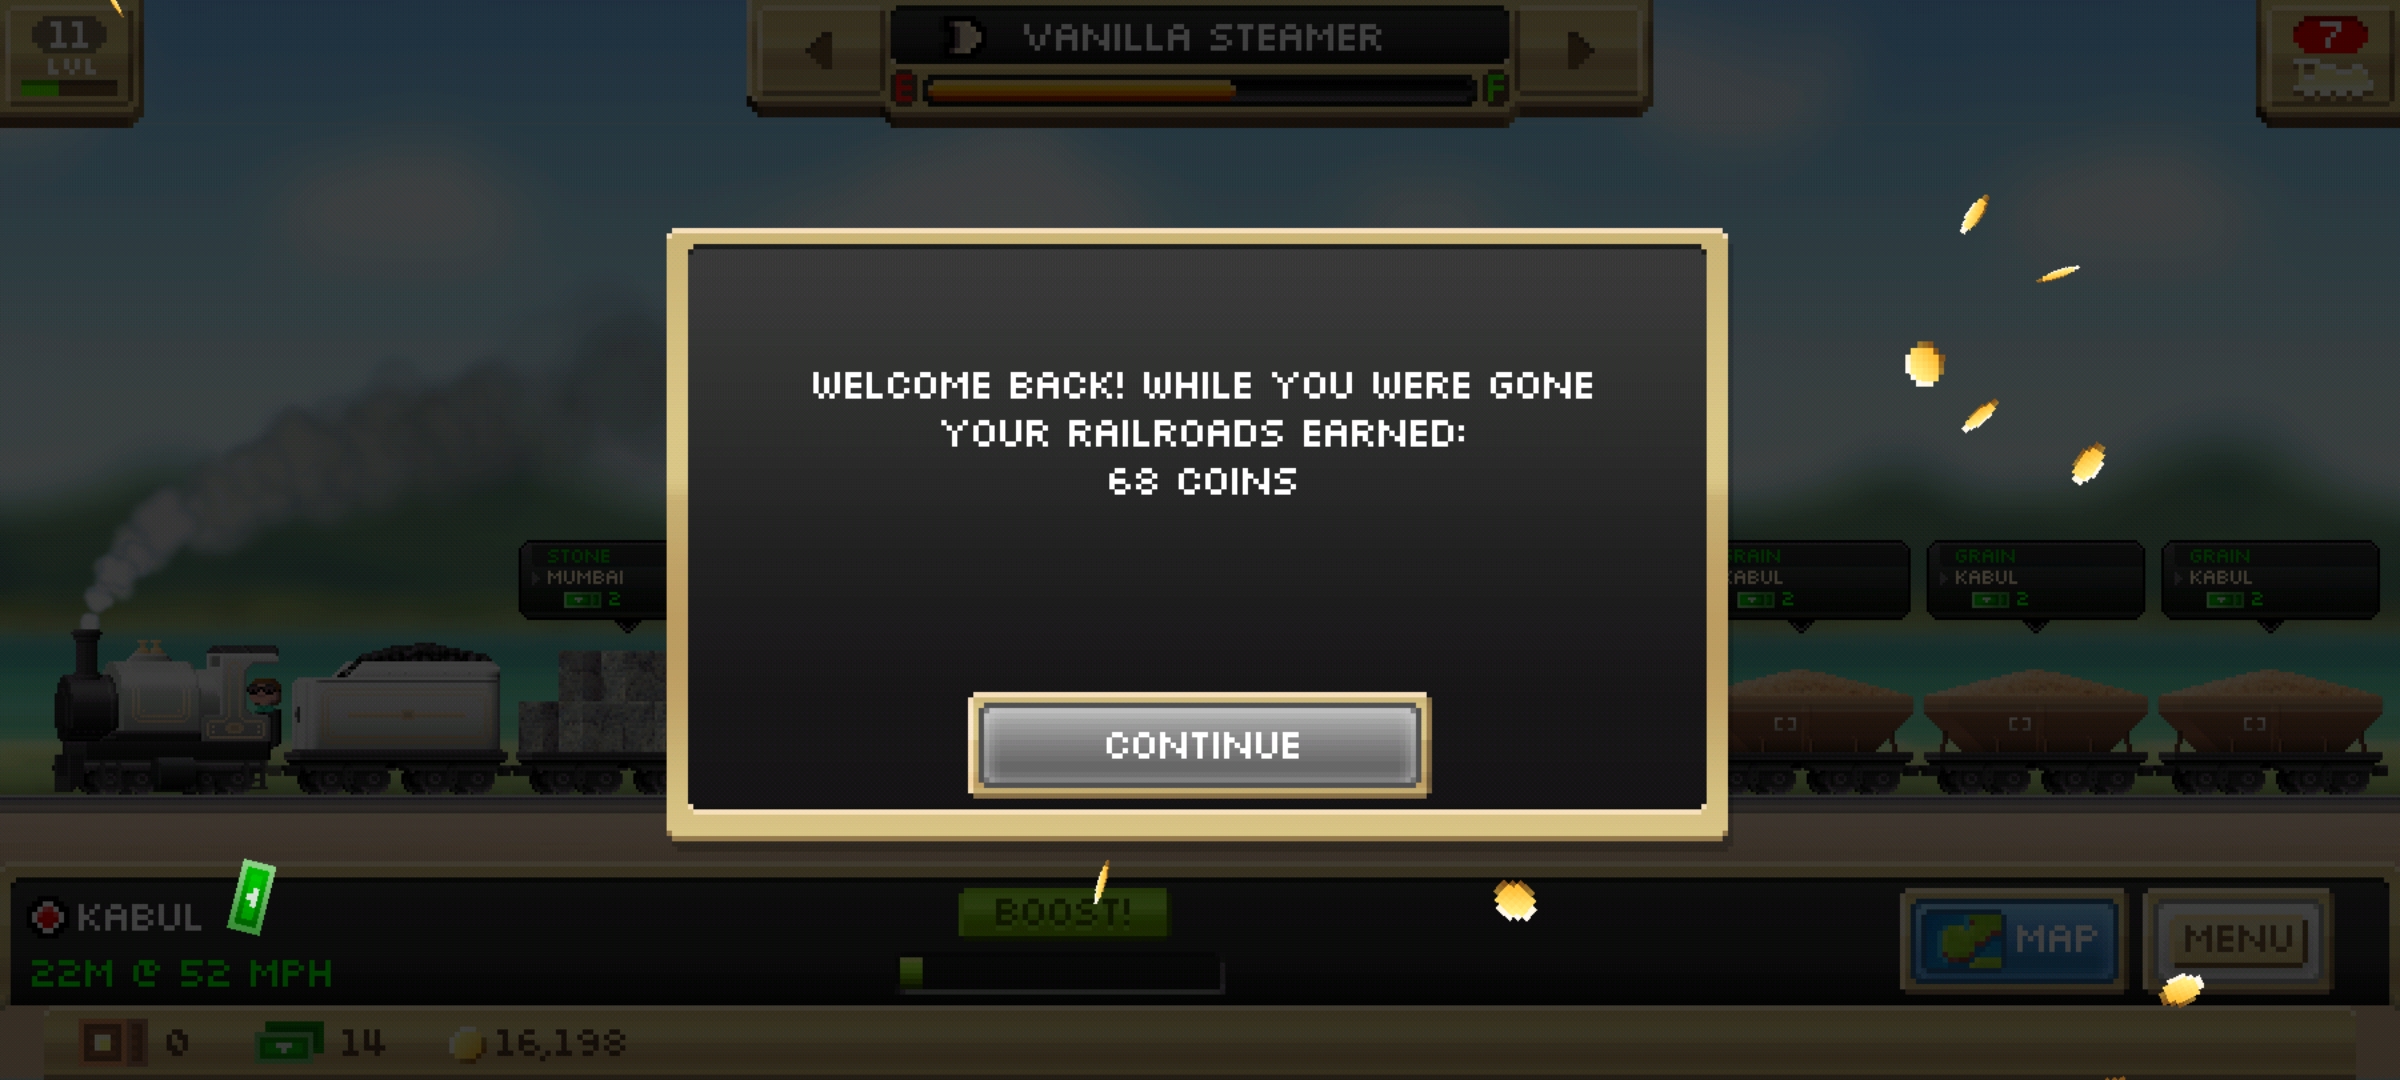 11
LVL
VANILLA STEAMER
E
F
7
WELCOME BACK! WHILE YOU WERE GONE
YOUR RAILROADS EARNED:
68 COINS
STONE
MUMBAI
2
GRAIN
KABUL
2
GRAIN
KABUL
2
GRAIN
KABUL
2
CONTINUE
KABUL
22M @ 52 MPH
BOOST!
MAP
MENU
0
14
16,198